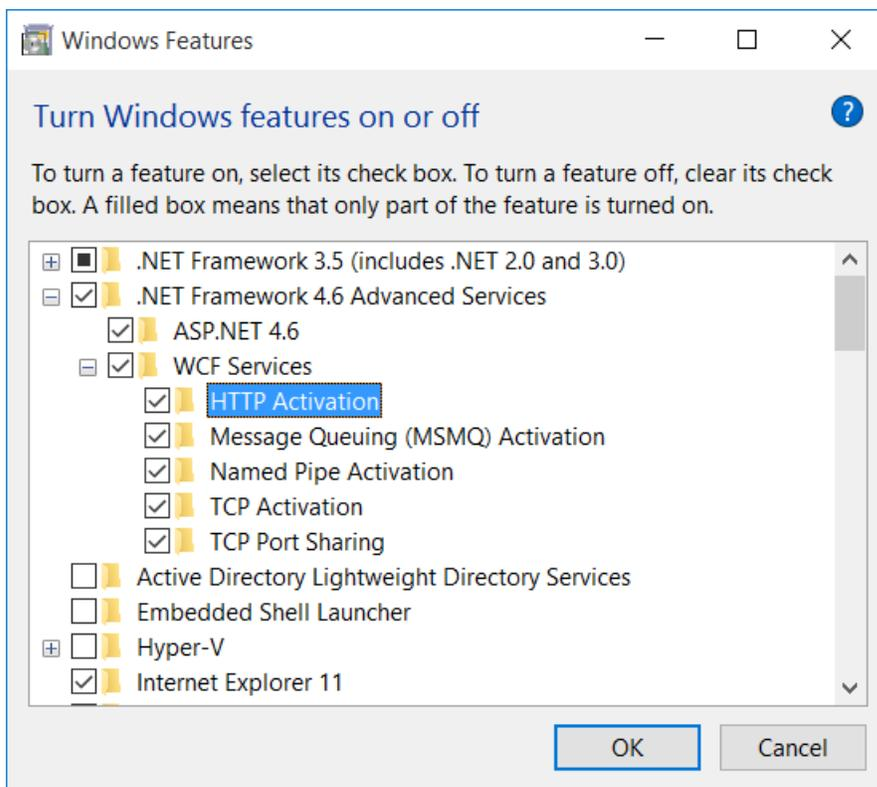 Windows Features
Turn Windows features on or off
?
To turn a feature on, select its check box. To turn a feature off, clear its check
box. A filled box means that only part of the feature is turned on.
.NET Framework 3.5 (includes .NET 2.0 and 3.0)
.NET Framework 4.6 Advanced Services
ASP.NET 4.6
WCF Services
HTTP Activation
Message Queuing (MSMQ) Activation
Named Pipe Activation
TCP Activation
TCP Port Sharing
Active Directory Lightweight Directory Services
Embedded Shell Launcher
Hyper-V
Internet Explorer 11
OK
Cancel